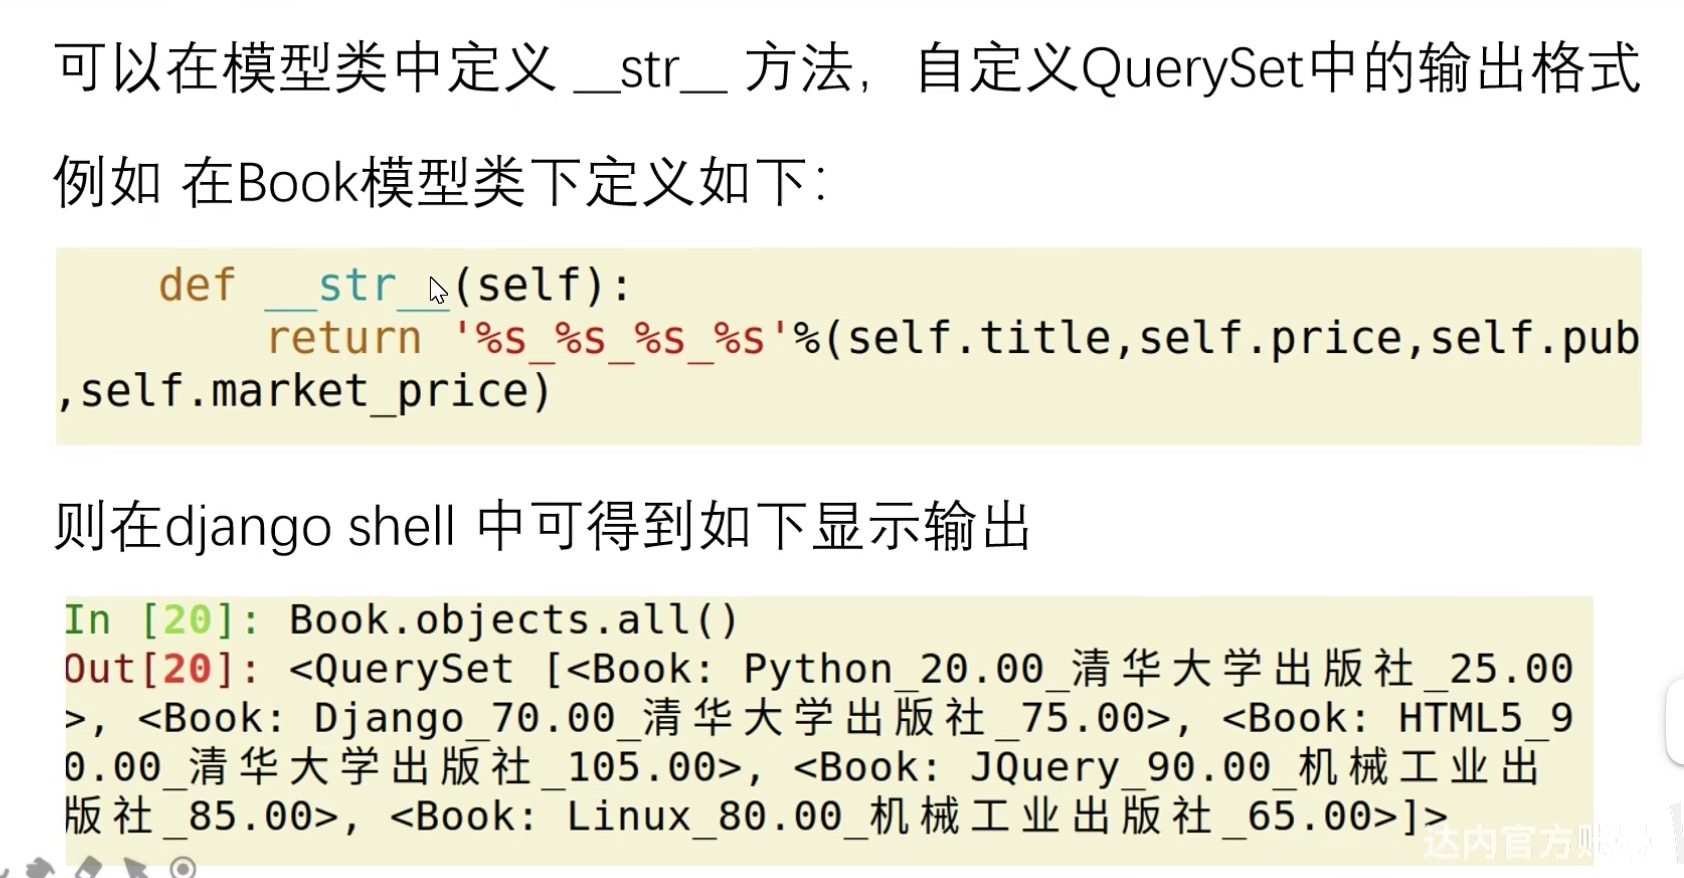 可以在模型类中定义 __str__ 方法，自定义QuerySet中的输出格式
例如 在Book模型类下定义如下：
def __str__(self):
return '%s_%s_%s_%s'%(self.title,self.price,self.pub
,self.market_price)
则在django shell 中可得到如下显示输出
In [20]: Book.objects.all()
Out[20]: <QuerySet [<Book: Python_20.00_清华大学出版社_25.00
>, <Book: Django_70.00_清华大学出版社_75.00>, <Book: HTML5_9
0.00_清华大学出版社_105.00>, <Book: JQuery_90.00_机械工业出
版社_85.00>, <Book: Linux_80.00_机械工业出版社_65.00>]>
达内官方账